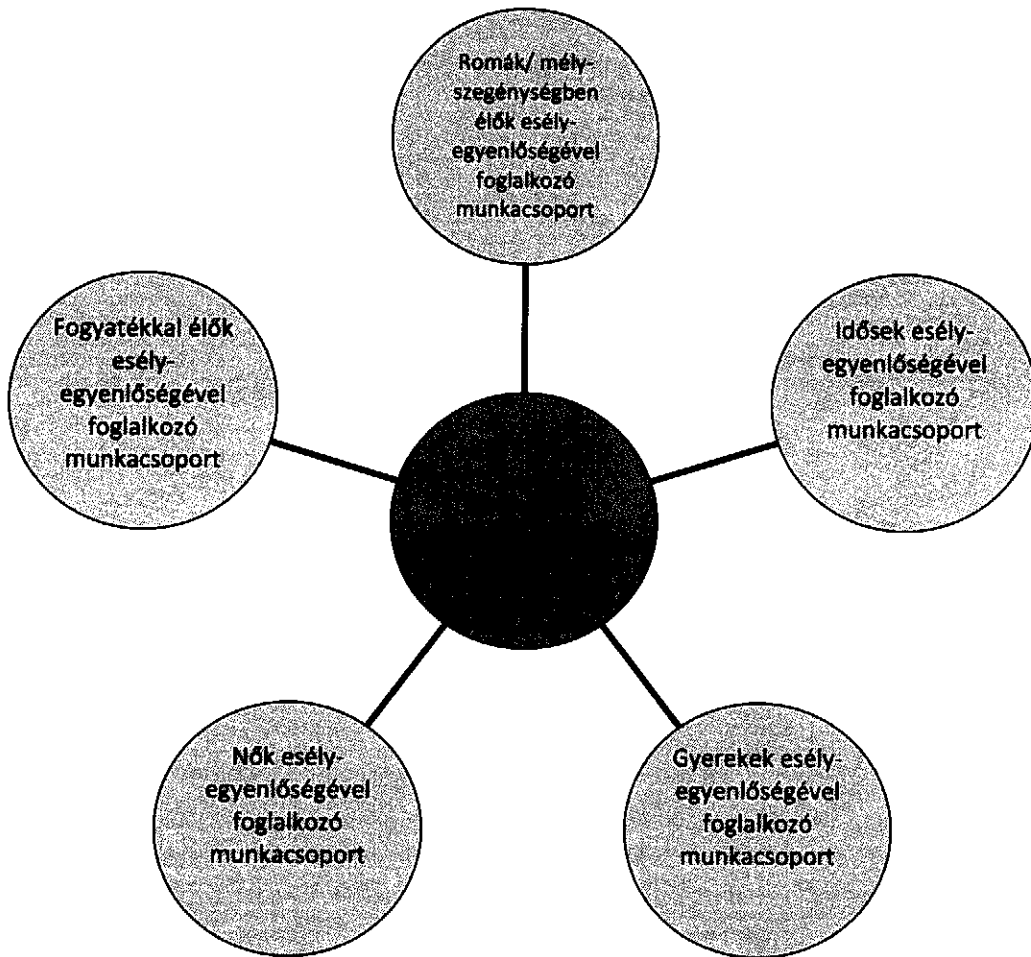 Romák/ mély-
szegénységben
élők esély-
egyenlőségével
foglalkozó
munkacsoport
Fogyatékkal élők
esély-
egyenlőségével
foglalkozó
munkacsoport
Idősek esély-
egyenlőségével
foglalkozó
munkacsoport
Nők esély-
egyenlőségével
foglalkozó
munkacsoport
Gyerekek esély-
egyenlőségével
foglalkozó
munkacsoport